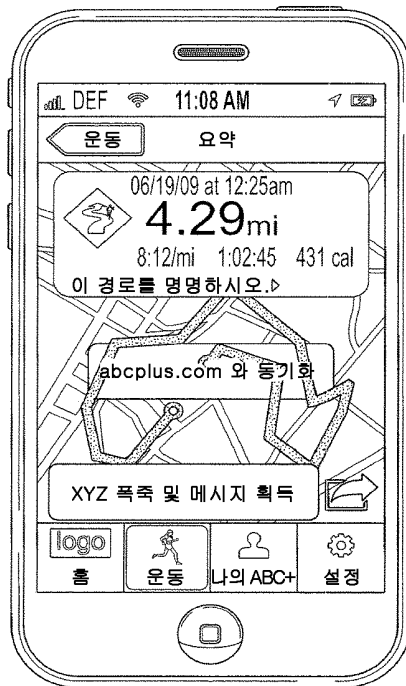 DEF 11:08 AM
운동 요약
06/19/09 at 12:25am
4.29mi
8:12/mi 1:02:45 431 cal
이 경로를 명명하시오.▷
abcplus.com 와 동기화
XYZ 폭죽 및 메시지 획득
logo
홈 운동 나의 ABC+ 설정